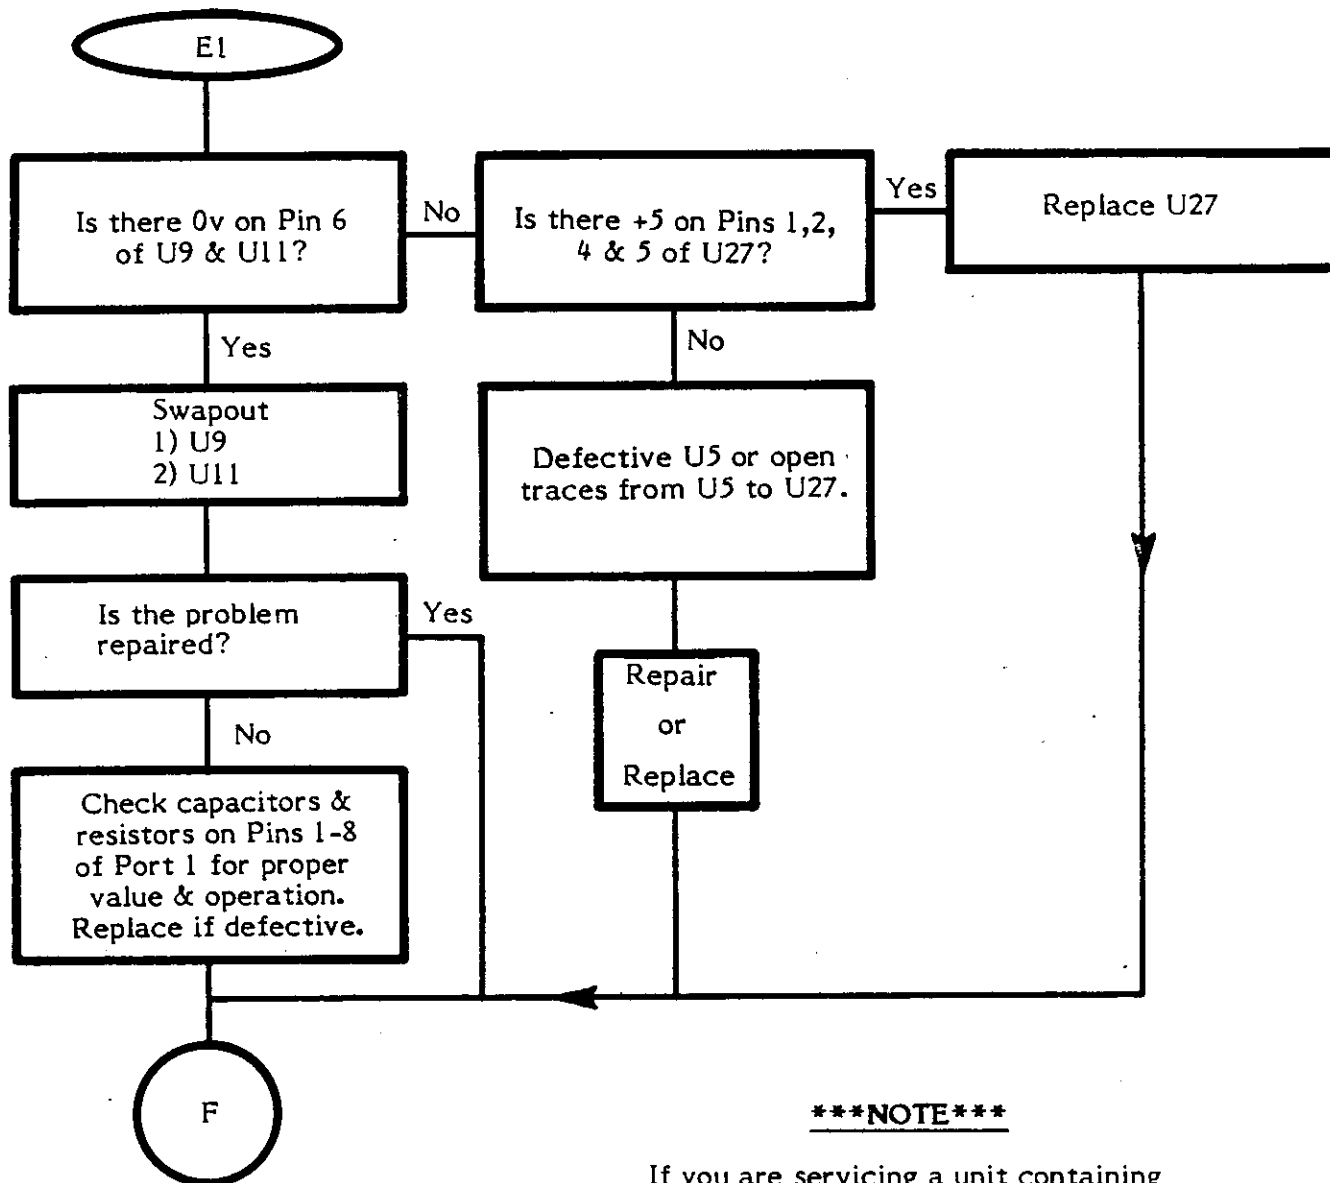 E1
Is there 0v on Pin 6
of U9 & U11?
No
Is there +5 on Pins 1,2,
4 & 5 of U27?
Yes
Replace U27
Yes
No
Swapout
1) U9
2) U11
Defective U5 or open
traces from U5 to U27.
Is the problem
repaired?
Yes
Repair
or
Replace
No
Check capacitors &
resistors on Pins 1-8
of Port 1 for proper
value & operation.
Replace if defective.
F
***NOTE***
If you are servicing a unit containing